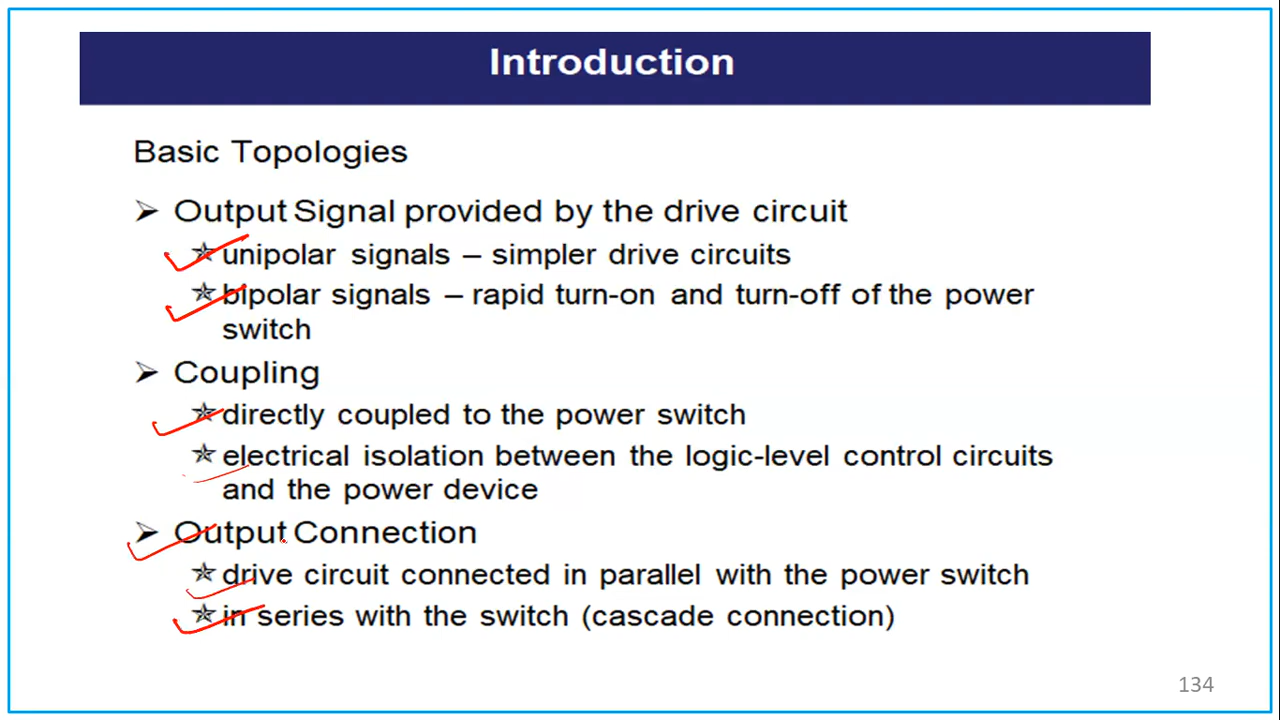 Introduction
Basic Topologies
➢ Output Signal provided by the drive circuit
✯ unipolar signals – simpler drive circuits
✯ bipolar signals – rapid turn-on and turn-off of the power
switch
➢ Coupling
✯ directly coupled to the power switch
✯ electrical isolation between the logic-level control circuits
and the power device
➢ Output Connection
✯ drive circuit connected in parallel with the power switch
✯ in series with the switch (cascade connection)
134